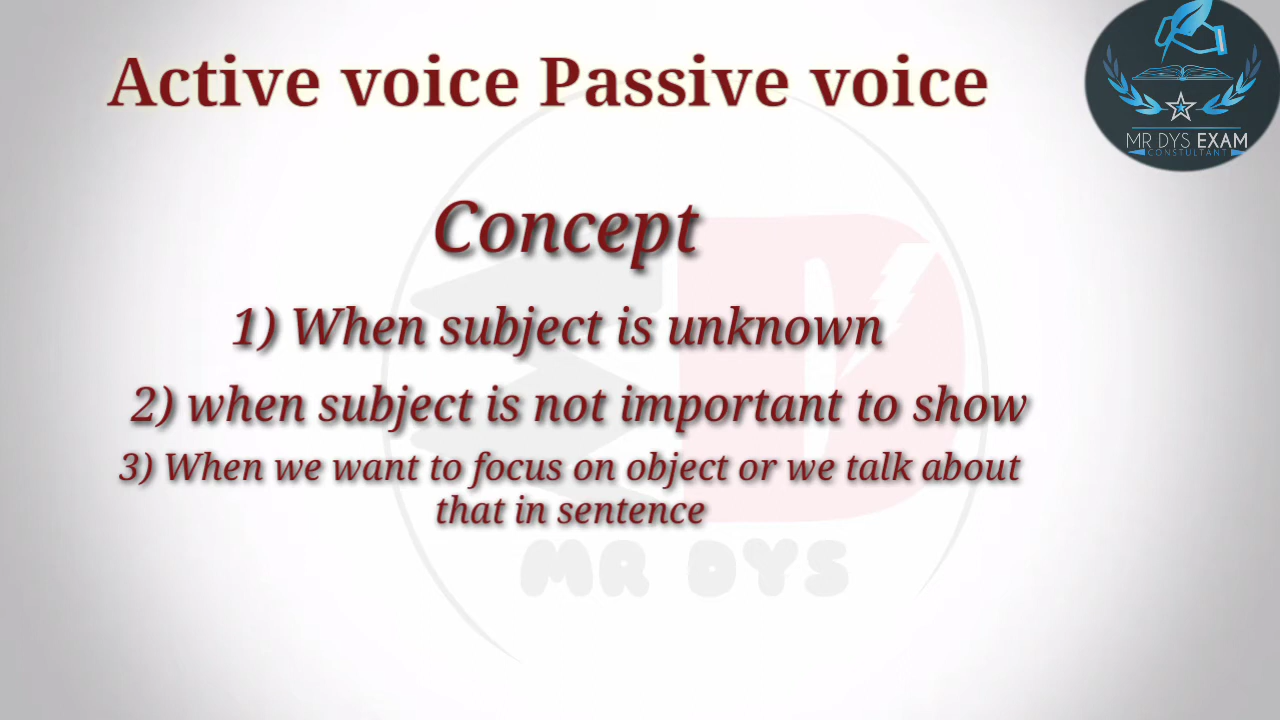 Active voice Passive voice
MR DYS EXAM
CONSTULTANT
Concept
1) When subject is unknown
2) when subject is not important to show
3) When we want to focus on object or we talk about
that in sentence
MR DYS